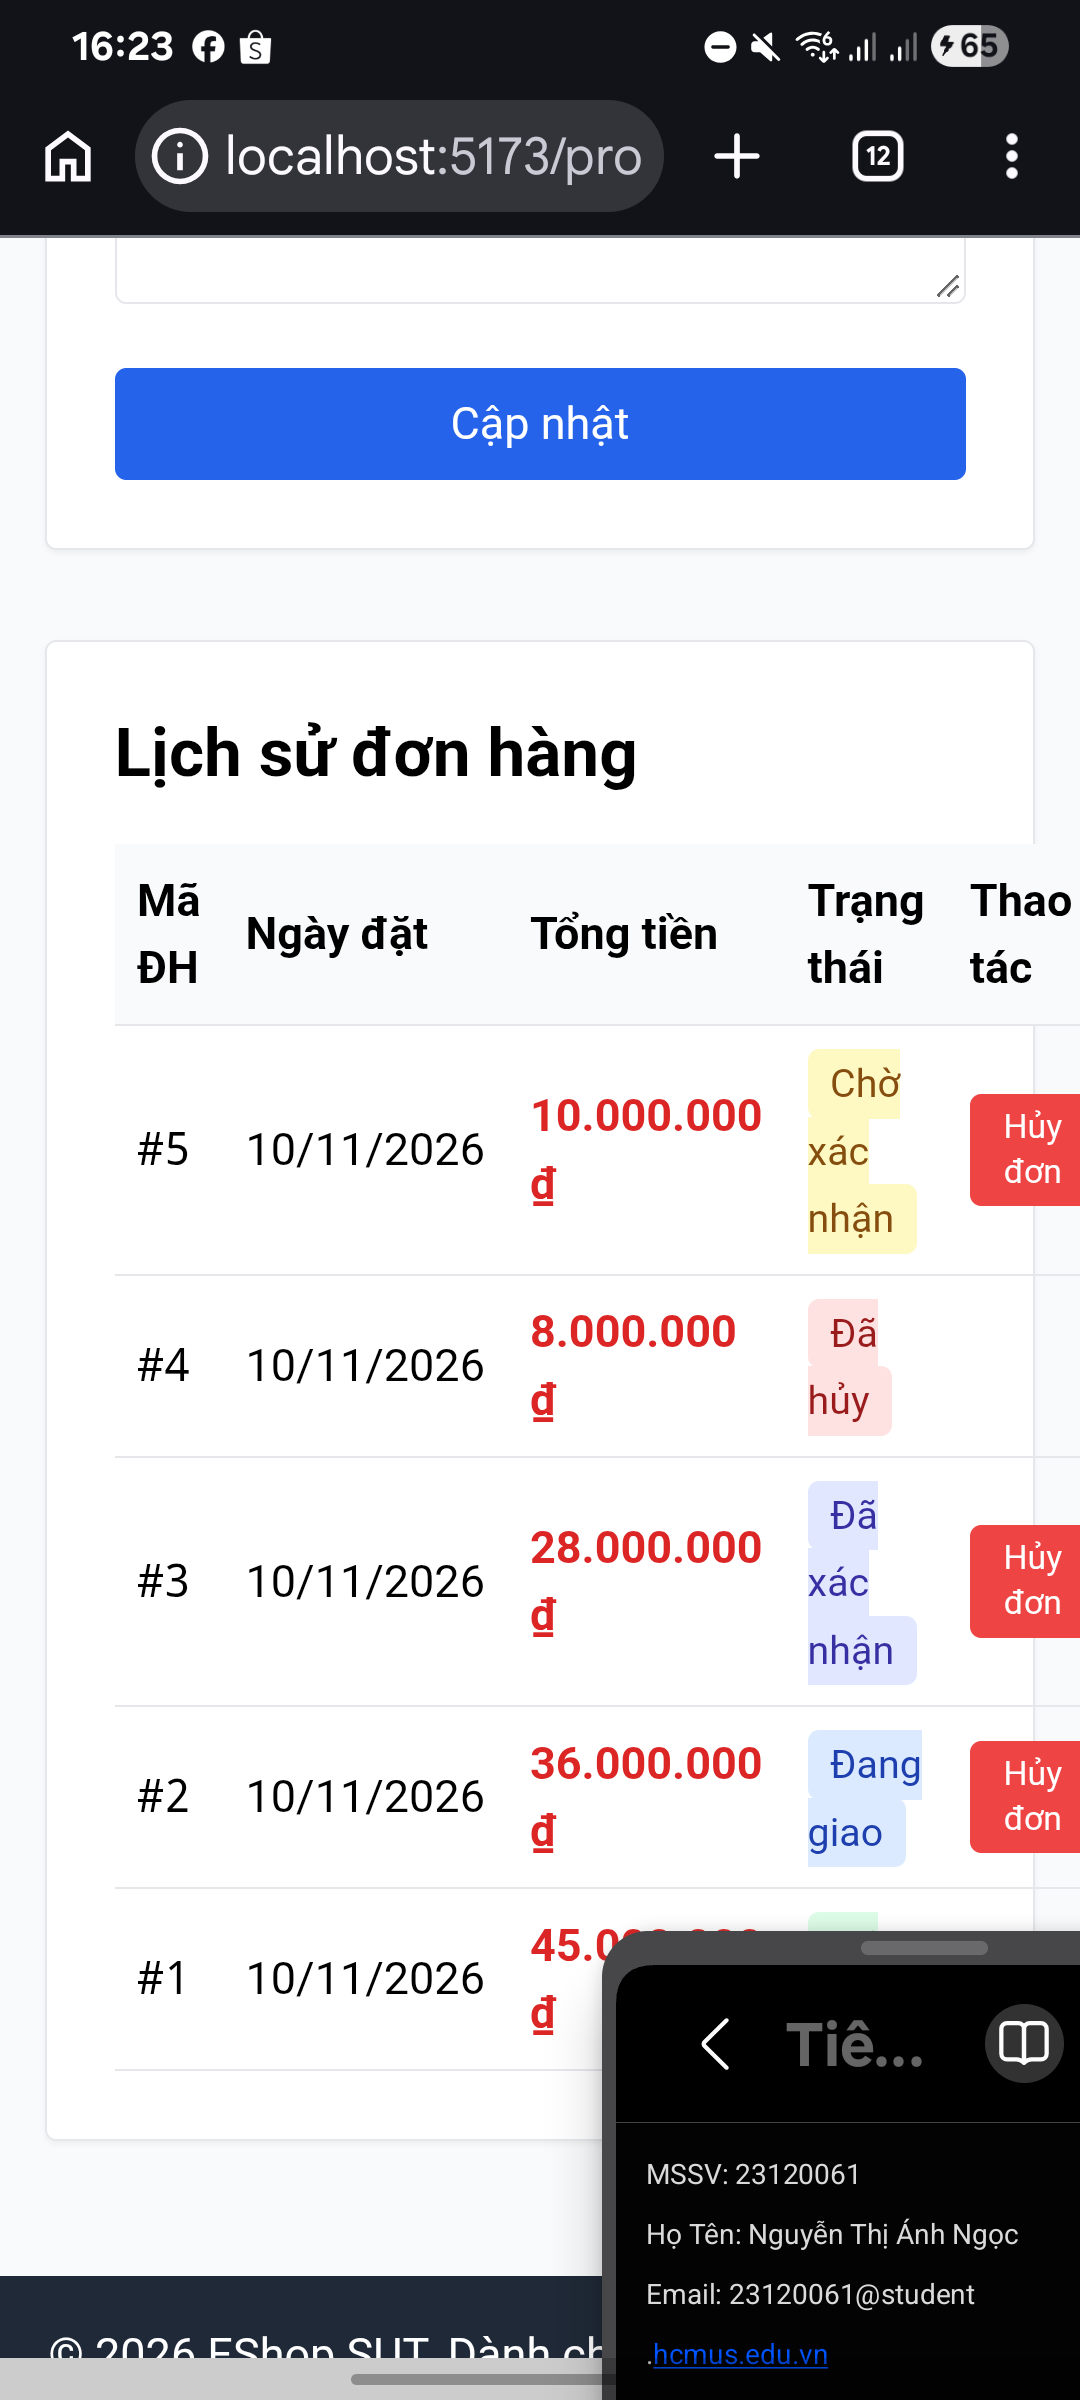 16:23
65
localhost:5173/pro
12
Cập nhật
Lịch sử đơn hàng
Mã ĐH Ngày đặt Tổng tiền Trạng thái Thao tác
#5 10/11/2026 10.000.000 ₫ Chờ xác nhận Hủy đơn
#4 10/11/2026 8.000.000 ₫ Đã hủy
#3 10/11/2026 28.000.000 ₫ Đã xác nhận Hủy đơn
#2 10/11/2026 36.000.000 ₫ Đang giao Hủy đơn
#1 10/11/2026 ₫
Tiê...
MSSV: 23120061
Họ Tên: Nguyễn Thị Ánh Ngọc
Email: 23120061@student
.hcmus.edu.vn
© 2026 EShop SUT. Dành